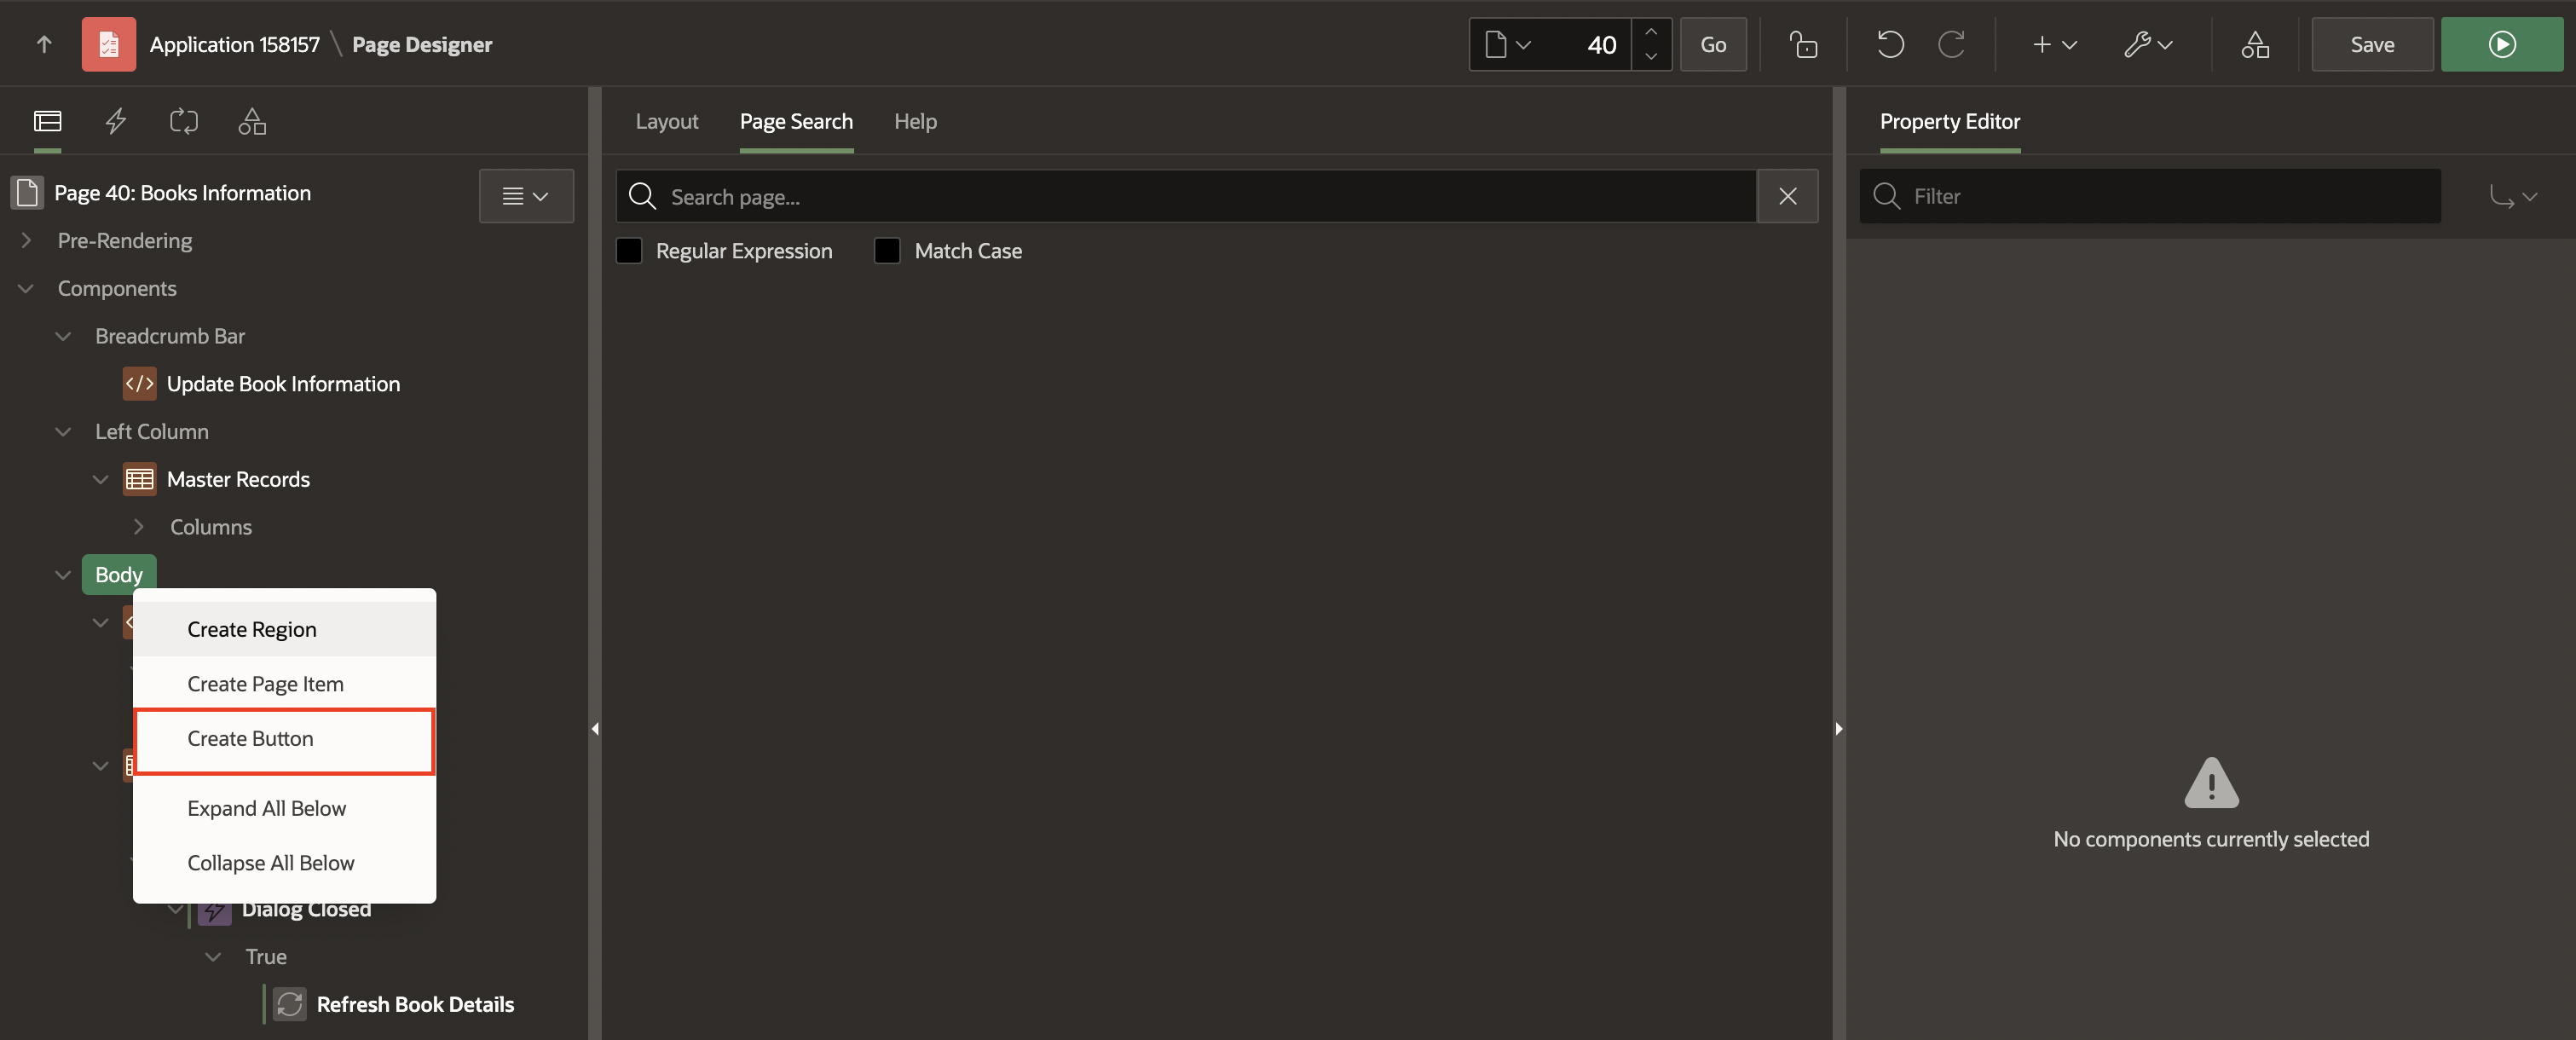 Application 158157 \ Page Designer
40
Go
Save
Layout
Page Search
Help
Property Editor
Page 40: Books Information
Search page...
Filter
Regular Expression
Match Case
Pre-Rendering
Components
Breadcrumb Bar
</> Update Book Information
Left Column
Master Records
Columns
Body
Create Region
Create Page Item
Create Button
Expand All Below
Collapse All Below
Dialog Closed
True
Refresh Book Details
No components currently selected